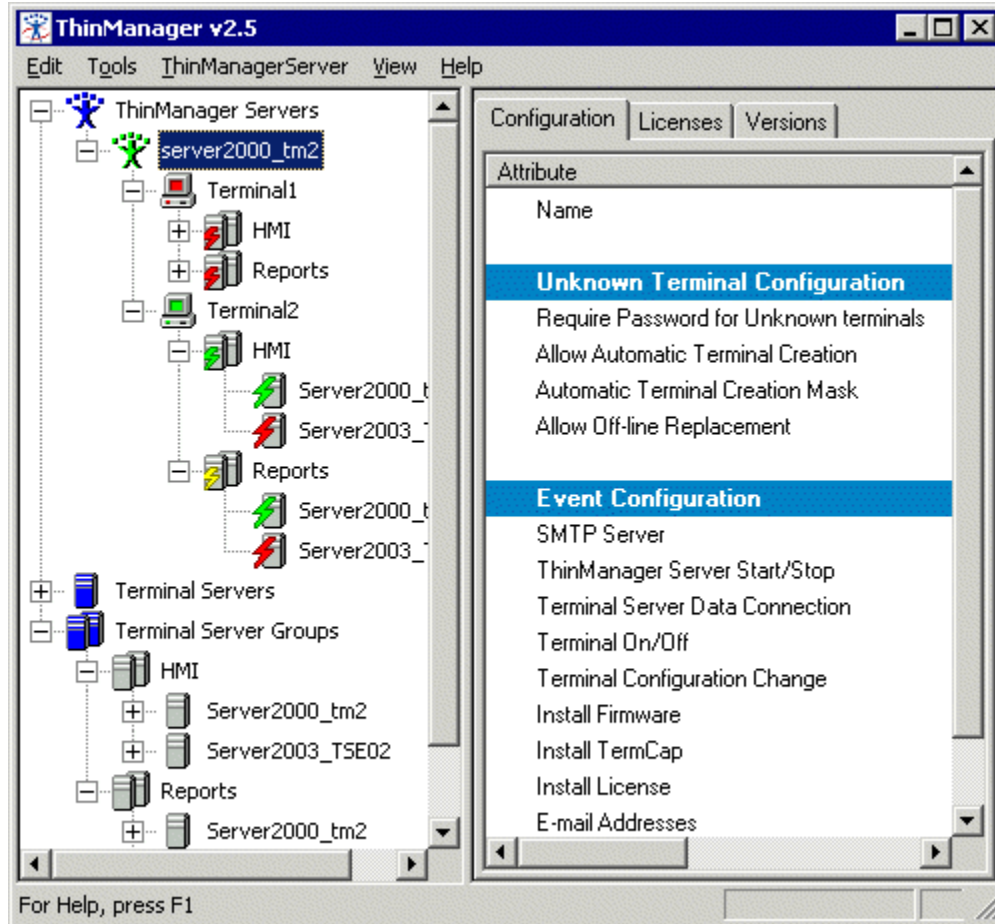 ThinManager v2.5
Edit Tools ThinManagerServer View Help
ThinManager Servers
server2000_tm2
Terminal1
HMI
Reports
Terminal2
HMI
Server2000_t
Server2003_T
Reports
Server2000_t
Server2003_T
Terminal Servers
Terminal Server Groups
HMI
Server2000_tm2
Server2003_TSE02
Reports
Server2000_tm2
Configuration Licenses Versions
Attribute
Name
Unknown Terminal Configuration
Require Password for Unknown terminals
Allow Automatic Terminal Creation
Automatic Terminal Creation Mask
Allow Off-line Replacement
Event Configuration
SMTP Server
ThinManager Server Start/Stop
Terminal Server Data Connection
Terminal On/Off
Terminal Configuration Change
Install Firmware
Install TermCap
Install License
E-mail Addresses
For Help, press F1